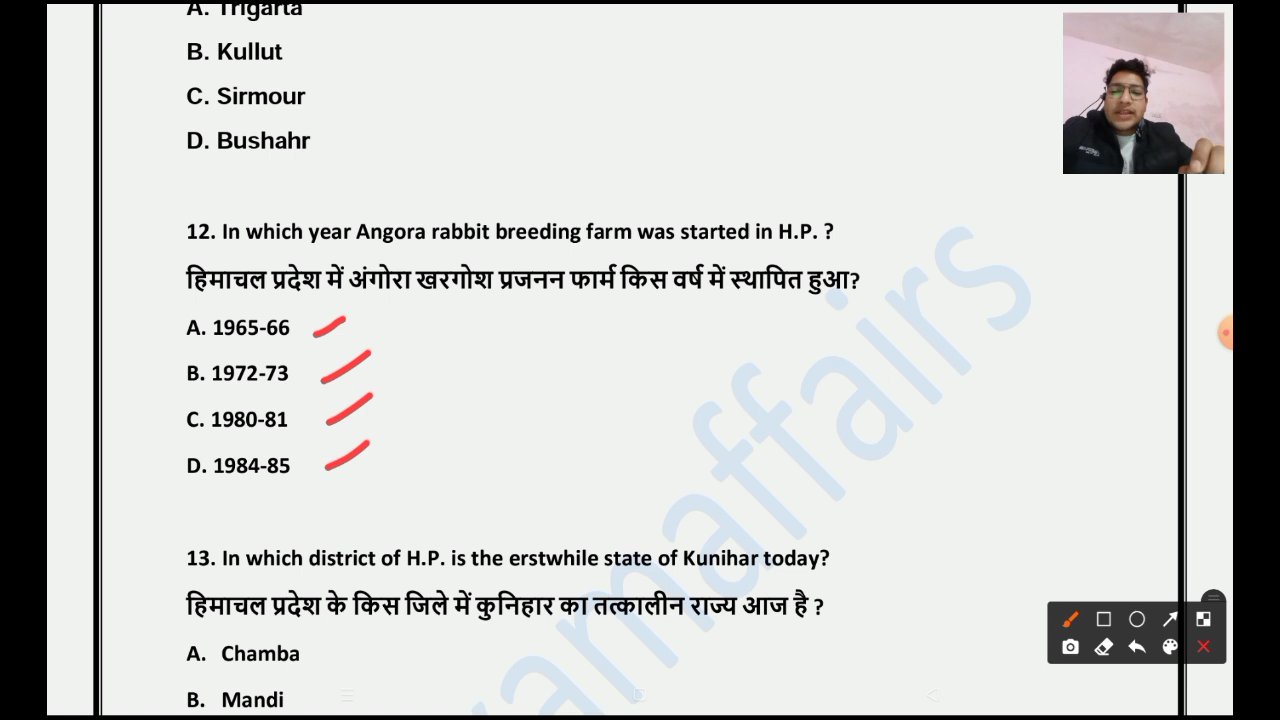 A. Trigarta
B. Kullut
C. Sirmour
D. Bushahr
12. In which year Angora rabbit breeding farm was started in H.P. ?
हिमाचल प्रदेश में अंगोरा खरगोश प्रजनन फार्म किस वर्ष में स्थापित हुआ?
A. 1965-66
B. 1972-73
C. 1980-81
D. 1984-85
13. In which district of H.P. is the erstwhile state of Kunihar today?
हिमाचल प्रदेश के किस जिले में कुनिहार का तत्कालीन राज्य आज है ?
A. Chamba
B. Mandi
ramaffairs